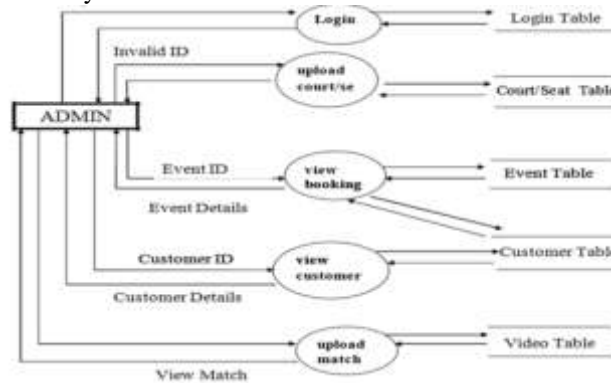 Login
Login Table
Invalid ID
upload
court/se
Court/Seat Table
ADMIN
Event ID
view
booking
Event Table
Event Details
Customer ID
view
customer
Customer Table
Customer Details
upload
match
Video Table
View Match